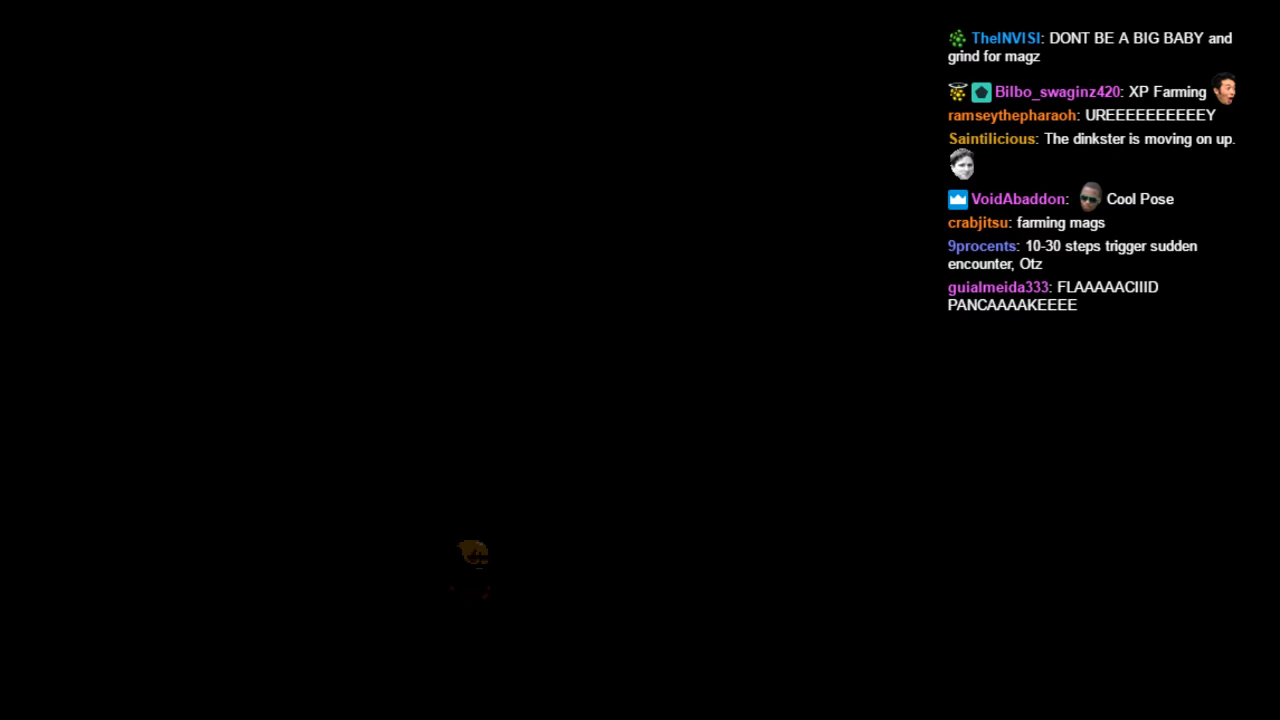 TheINVISI: DONT BE A BIG BABY and
grind for magz
Bilbo_swaginz420: XP Farming
ramseythepharaoh: UREEEEEEEEEEY
Saintilicious: The dinkster is moving on up.
VoidAbaddon: Cool Pose
crabjitsu: farming mags
9procents: 10-30 steps trigger sudden
encounter, Otz
guialmeida333: FLAAAAACIIID
PANCAAAAKEEEE